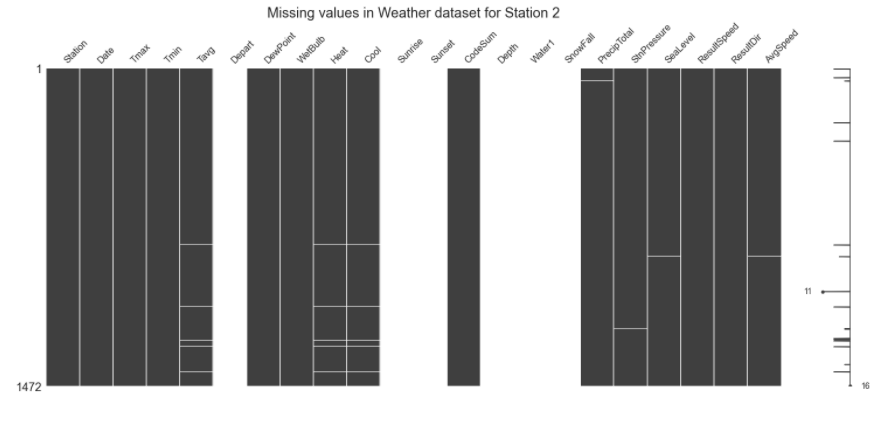 Missing values in Weather dataset for Station 2
Station Date Tmax Tmin Tavg Depart DewPoint WetBulb Heat Cool Sunrise Sunset CodeSum Depth Water1 SnowFall PrecipTotal StnPressure SeaLevel ResultSpeed ResultDir AvgSpeed
1
11
1472
16